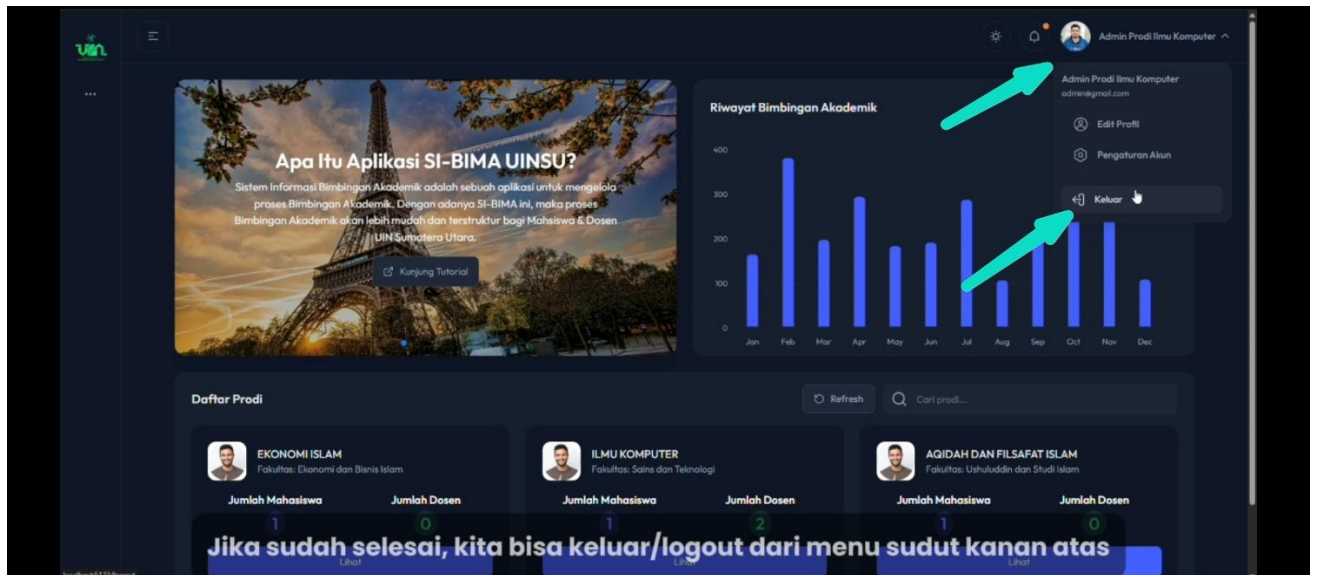 UIN
Admin Prodi Ilmu Komputer
Admin Prodi Ilmu Komputer
admin@gmail.com
Edit Profil
Pengaturan Akun
Keluar
Apa Itu Aplikasi SI-BIMA UINSU?
Sistem Informasi Bimbingan Akademik adalah sebuah aplikasi untuk mengelola
proses Bimbingan Akademik. Dengan adanya SI-BIMA ini, maka proses
Bimbingan Akademik akan lebih mudah dan terstruktur bagi Mahsiswa & Dosen
UIN Sumatera Utara.
Kunjung Tutorial
Riwayat Bimbingan Akademik
400
300
200
100
0
Jan Feb Mar Apr May Jun Jul Aug Sep Oct Nov Dec
Daftar Prodi
Refresh
Cari prodi...
EKONOMI ISLAM
Fakultas: Ekonomi dan Bisnis Islam
Jumlah Mahasiswa Jumlah Dosen
1 0
Lihat
ILMU KOMPUTER
Fakultas: Sains dan Teknologi
Jumlah Mahasiswa Jumlah Dosen
1 2
Lihat
AQIDAH DAN FILSAFAT ISLAM
Fakultas: Ushuluddin dan Studi Islam
Jumlah Mahasiswa Jumlah Dosen
1 0
Lihat
Jika sudah selesai, kita bisa keluar/logout dari menu sudut kanan atas